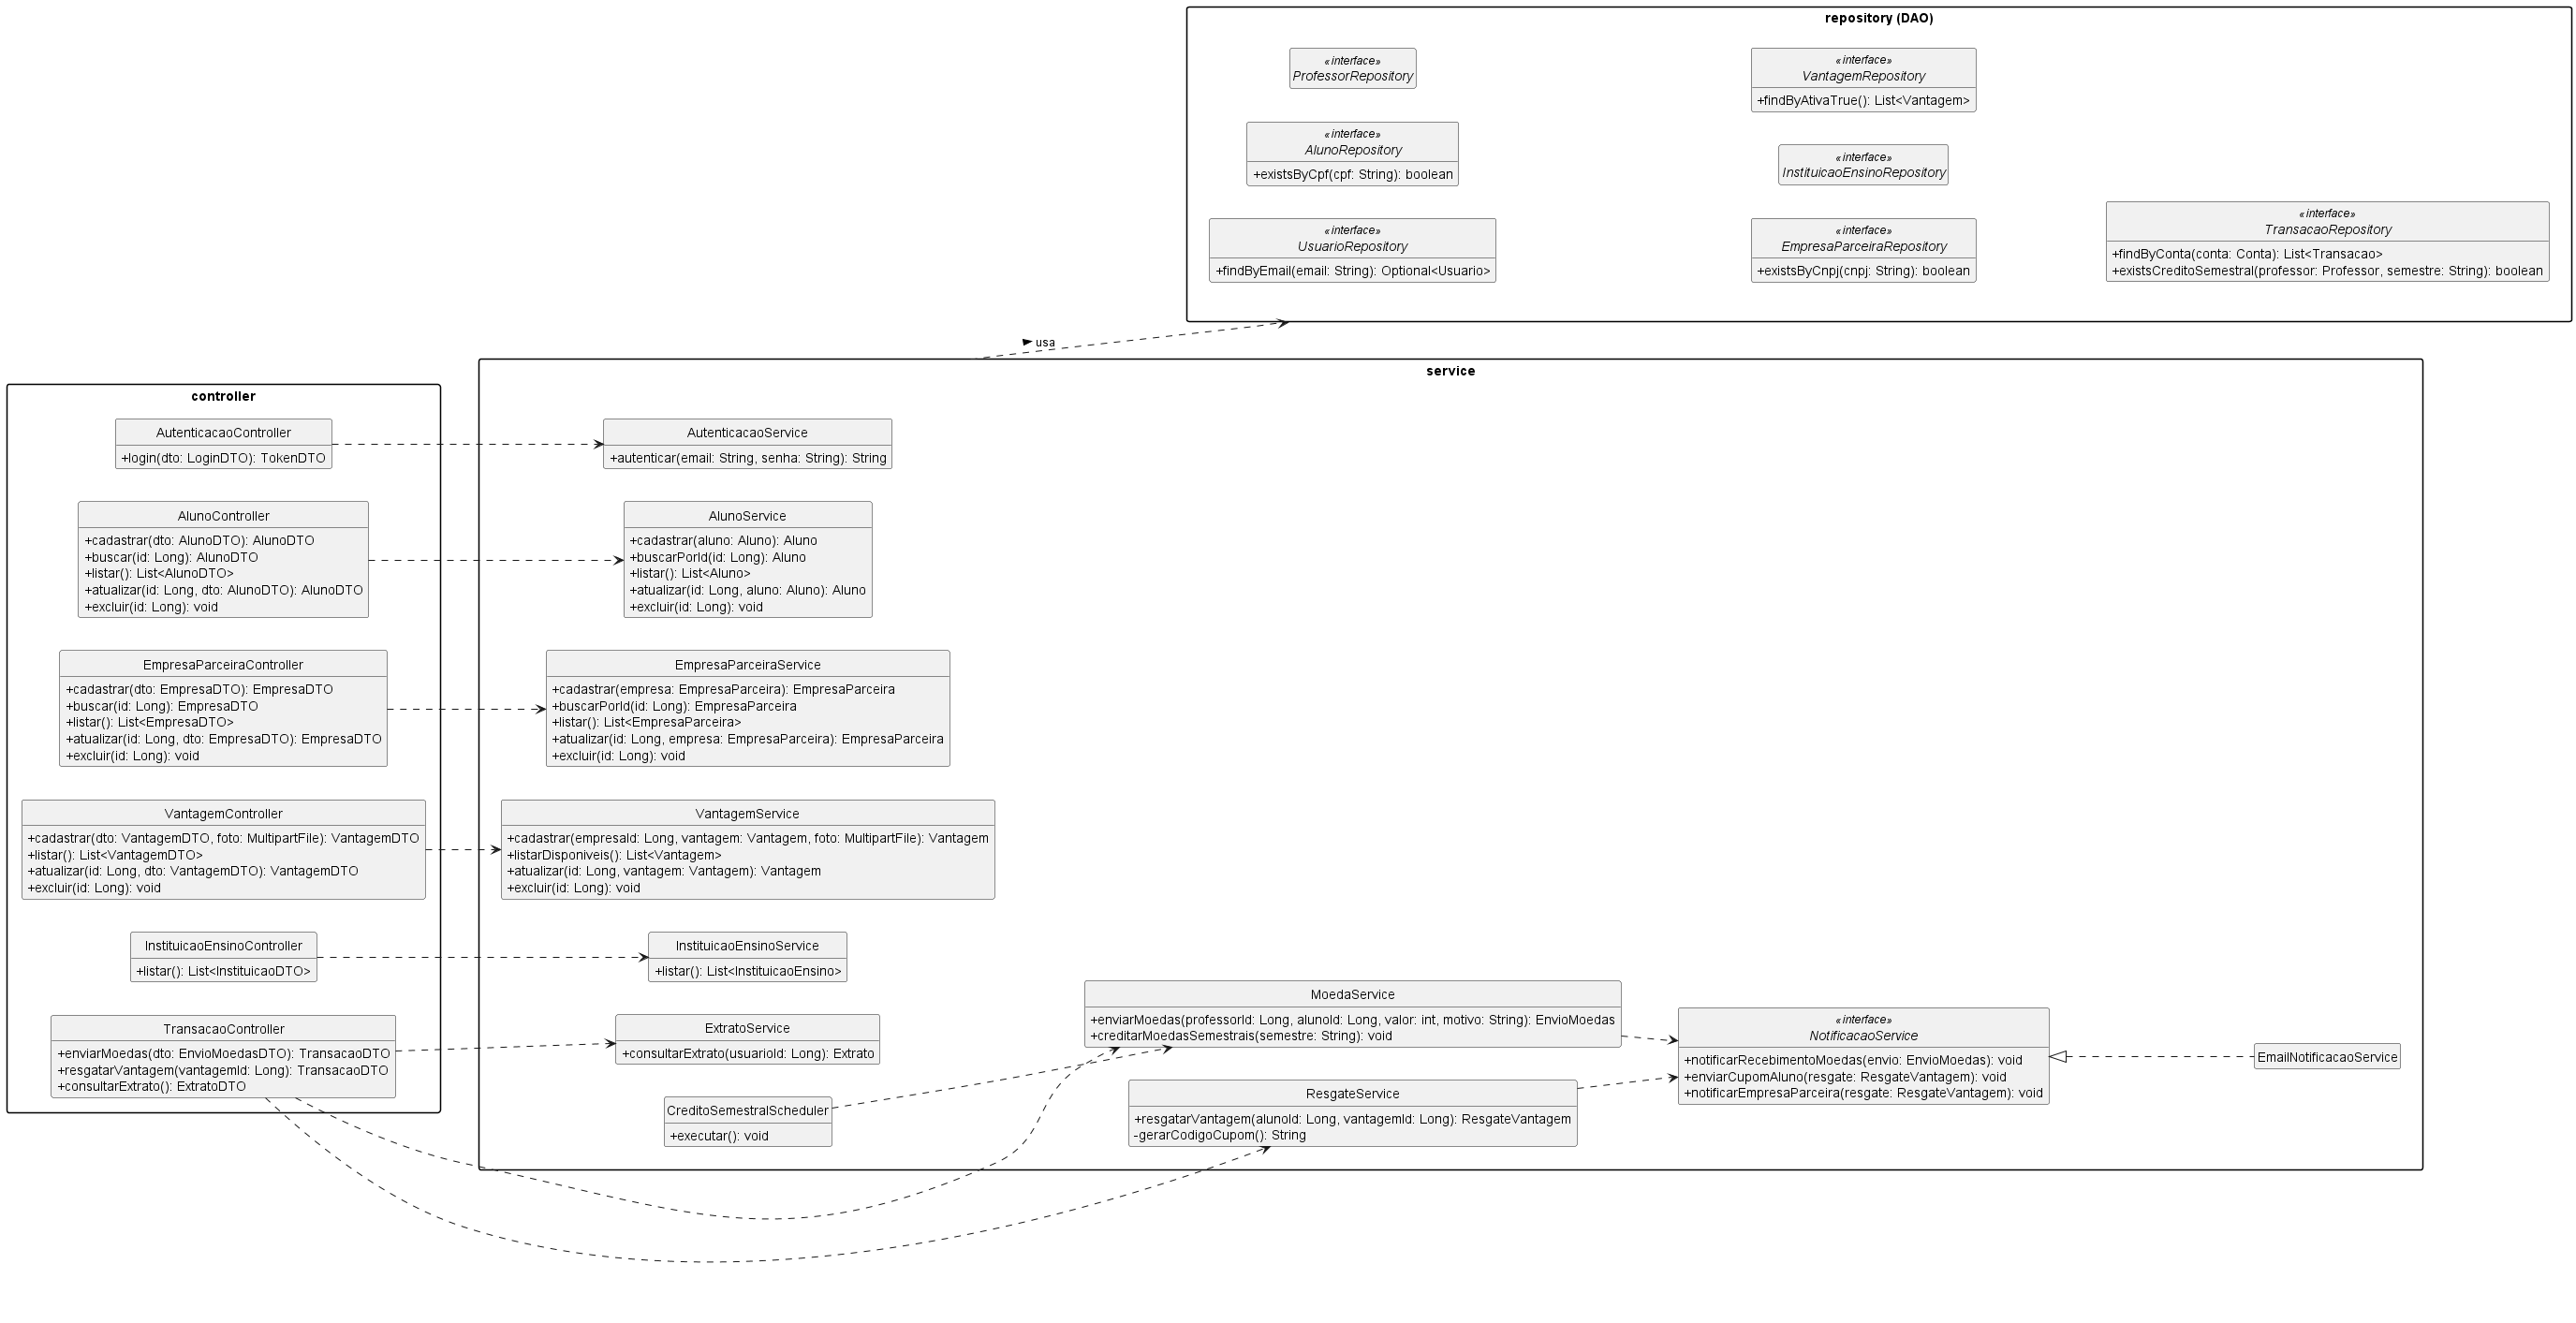 repository (DAO)
«interface»
ProfessorRepository
«interface»
VantagemRepository
+findByAtivaTrue(): List<Vantagem>
«interface»
AlunoRepository
+existsByCpf(cpf: String): boolean
«interface»
InstituicaoEnsinoRepository
«interface»
UsuarioRepository
+findByEmail(email: String): Optional<Usuario>
«interface»
EmpresaParceiraRepository
+existsByCnpj(cnpj: String): boolean
«interface»
TransacaoRepository
+findByConta(conta: Conta): List<Transacao>
+existsCreditoSemestral(professor: Professor, semestre: String): boolean
usa
controller
AutenticacaoController
+login(dto: LoginDTO): TokenDTO
AlunoController
+cadastrar(dto: AlunoDTO): AlunoDTO
+buscar(id: Long): AlunoDTO
+listar(): List<AlunoDTO>
+atualizar(id: Long, dto: AlunoDTO): AlunoDTO
+excluir(id: Long): void
EmpresaParceiraController
+cadastrar(dto: EmpresaDTO): EmpresaDTO
+buscar(id: Long): EmpresaDTO
+listar(): List<EmpresaDTO>
+atualizar(id: Long, dto: EmpresaDTO): EmpresaDTO
+excluir(id: Long): void
VantagemController
+cadastrar(dto: VantagemDTO, foto: MultipartFile): VantagemDTO
+listar(): List<VantagemDTO>
+atualizar(id: Long, dto: VantagemDTO): VantagemDTO
+excluir(id: Long): void
InstituicaoEnsinoController
+listar(): List<InstituicaoDTO>
TransacaoController
+enviarMoedas(dto: EnvioMoedasDTO): TransacaoDTO
+resgatarVantagem(vantagemId: Long): TransacaoDTO
+consultarExtrato(): ExtratoDTO
service
AutenticacaoService
+autenticar(email: String, senha: String): String
AlunoService
+cadastrar(aluno: Aluno): Aluno
+buscarPorId(id: Long): Aluno
+listar(): List<Aluno>
+atualizar(id: Long, aluno: Aluno): Aluno
+excluir(id: Long): void
EmpresaParceiraService
+cadastrar(empresa: EmpresaParceira): EmpresaParceira
+buscarPorId(id: Long): EmpresaParceira
+listar(): List<EmpresaParceira>
+atualizar(id: Long, empresa: EmpresaParceira): EmpresaParceira
+excluir(id: Long): void
VantagemService
+cadastrar(empresaId: Long, vantagem: Vantagem, foto: MultipartFile): Vantagem
+listarDisponiveis(): List<Vantagem>
+atualizar(id: Long, vantagem: Vantagem): Vantagem
+excluir(id: Long): void
InstituicaoEnsinoService
+listar(): List<InstituicaoEnsino>
ExtratoService
+consultarExtrato(usuarioId: Long): Extrato
CreditoSemestralScheduler
+executar(): void
MoedaService
+enviarMoedas(professorId: Long, alunoId: Long, valor: int, motivo: String): EnvioMoedas
+creditarMoedasSemestrais(semestre: String): void
ResgateService
+resgatarVantagem(alunoId: Long, vantagemId: Long): ResgateVantagem
-gerarCodigoCupom(): String
«interface»
NotificacaoService
+notificarRecebimentoMoedas(envio: EnvioMoedas): void
+enviarCupomAluno(resgate: ResgateVantagem): void
+notificarEmpresaParceira(resgate: ResgateVantagem): void
EmailNotificacaoService